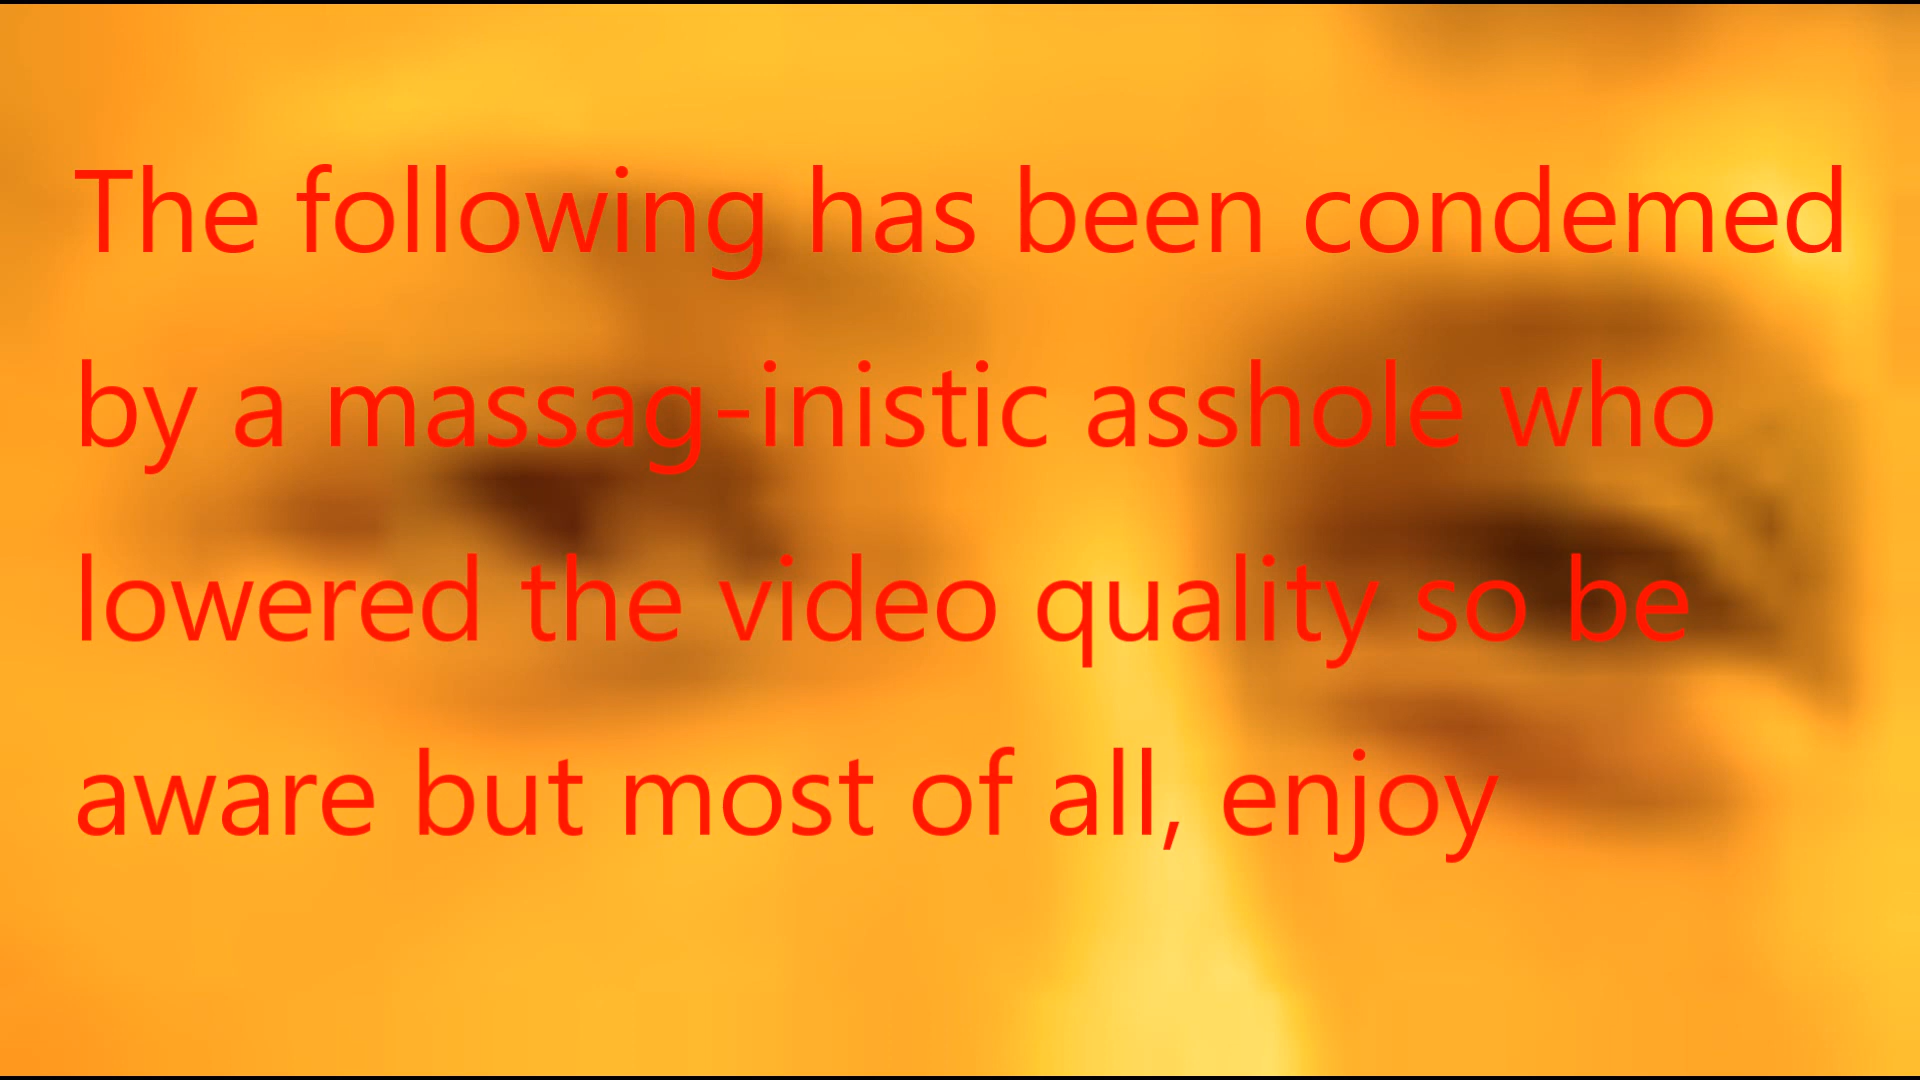 The following has been condemed
by a massag-inistic asshole who
lowered the video quality so be
aware but most of all, enjoy